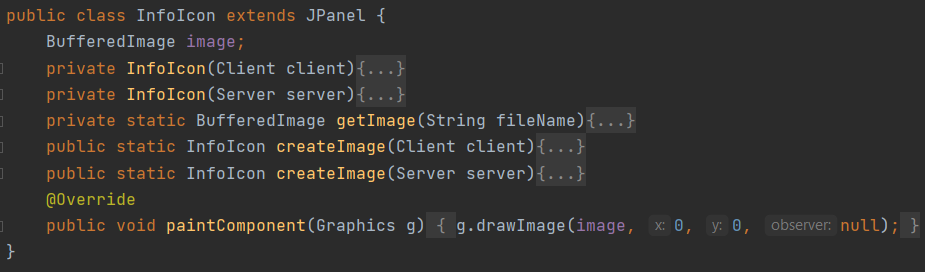 public class InfoIcon extends JPanel {
BufferedImage image;
private InfoIcon(Client client){...}
private InfoIcon(Server server){...}
private static BufferedImage getImage(String fileName){...}
public static InfoIcon createImage(Client client){...}
public static InfoIcon createImage(Server server){...}
@Override
public void paintComponent(Graphics g) { g.drawImage(image, x: 0, y: 0, observer: null); }
}